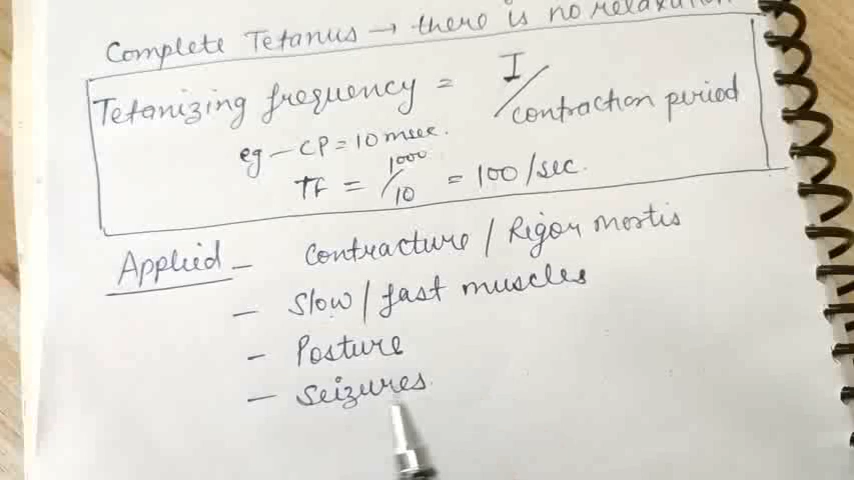 Complete Tetanus → there is no relaxation
Tetanizing frequency = I/contraction period
eg - CP = 10 msec.
TF = 1000/10 = 100/sec.
Applied - contracture / Rigor mortis
- Slow / fast muscles
- Posture
- Seizures